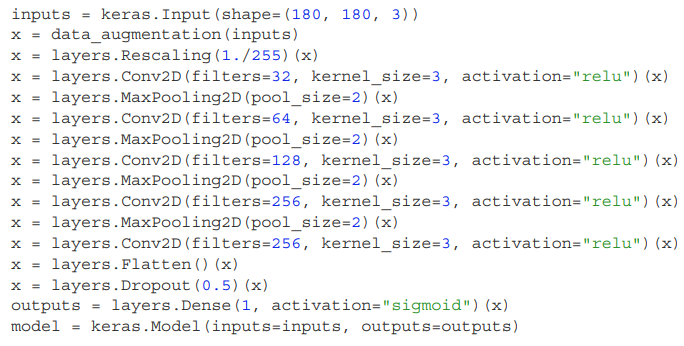 inputs = keras.Input(shape=(180, 180, 3))
x = data_augmentation(inputs)
x = layers.Rescaling(1./255)(x)
x = layers.Conv2D(filters=32, kernel_size=3, activation="relu")(x)
x = layers.MaxPooling2D(pool_size=2)(x)
x = layers.Conv2D(filters=64, kernel_size=3, activation="relu")(x)
x = layers.MaxPooling2D(pool_size=2)(x)
x = layers.Conv2D(filters=128, kernel_size=3, activation="relu")(x)
x = layers.MaxPooling2D(pool_size=2)(x)
x = layers.Conv2D(filters=256, kernel_size=3, activation="relu")(x)
x = layers.MaxPooling2D(pool_size=2)(x)
x = layers.Conv2D(filters=256, kernel_size=3, activation="relu")(x)
x = layers.Flatten()(x)
x = layers.Dropout(0.5)(x)
outputs = layers.Dense(1, activation="sigmoid")(x)
model = keras.Model(inputs=inputs, outputs=outputs)